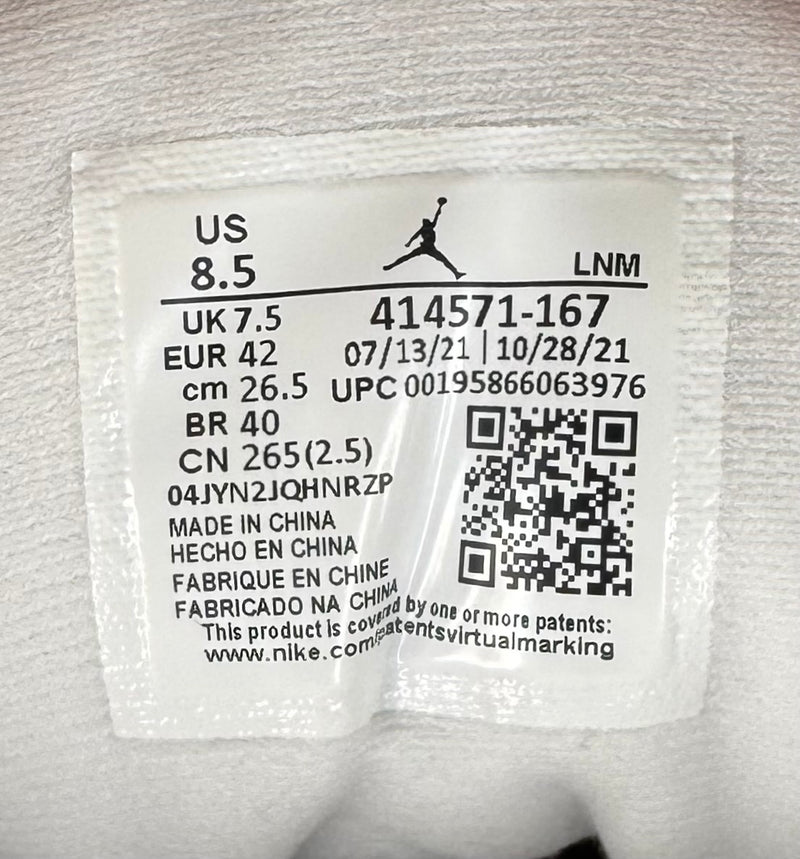 US
8.5
LNM
UK 7.5
414571-167
EUR 42
07/13/21 | 10/28/21
cm 26.5
UPC 00195866063976
BR 40
CN 265(2.5)
04JYN2JQHNRZP
MADE IN CHINA
HECHO EN CHINA
FABRIQUE EN CHINE
FABRICADO NA CHINA
This product is covered by one or more patents:
www.nike.com/patentsvirtualmarking